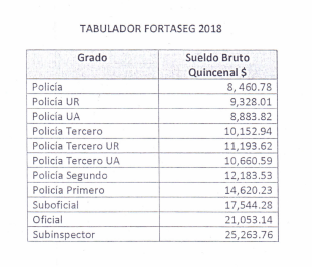 TABULADOR FORTASEG 2018
Grado Sueldo Bruto
Quincenal $
Policía 8, 460.78
Policía UR 9,328.01
Policía UA 8,883.82
Policía Tercero 10,152.94
Policía Tercero UR 11,193.62
Policía Tercero UA 10,660.59
Policía Segundo 12,183.53
Policía Primero 14,620.23
Suboficial 17,544.28
Oficial 21,053.14
Subinspector 25,263.76